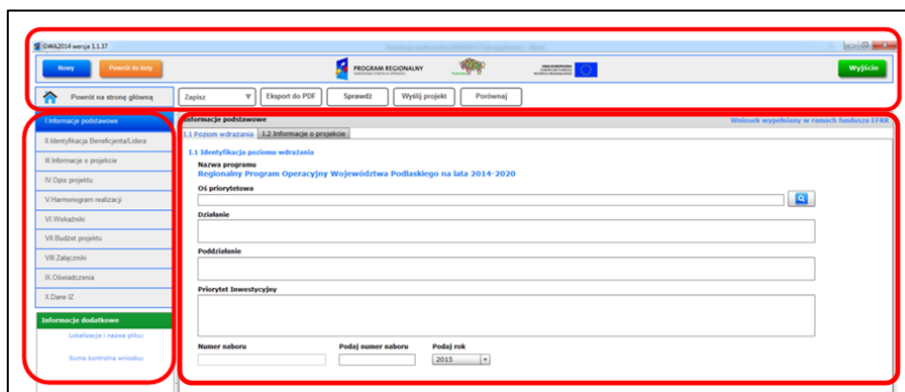 GWA2014 wersja 1.1.37
Nowy
Powrót do listy
PROGRAM REGIONALNY
Wyjście
Powrót na stronę główną
Zapisz
Eksport do PDF
Sprawdź
Wyślij projekt
Porównaj
I.Informacje podstawowe
II.Identyfikacja Beneficjenta/Lidera
III.Informacje o projekcie
IV.Opis projektu
V.Harmonogram realizacji
VI.Wskaźniki
VII.Budżet projektu
VIII.Załączniki
IX.Oświadczenia
X.Dane IZ
Informacje dodatkowe
Lokalizacja i nazwa pliku:
Suma kontrolna wniosku:
Informacje podstawowe
Wniosek wypełniony w ramach funduszu EFRR
1.1 Poziom wdrażania
1.2 Informacje o projekcie
1.1 Identyfikacja poziomu wdrażania
Nazwa programu
Regionalny Program Operacyjny Województwa Podlaskiego na lata 2014-2020
Oś priorytetowa
Działanie
Poddziałanie
Priorytet Inwestycyjny
Numer naboru
Podaj numer naboru
Podaj rok
2015